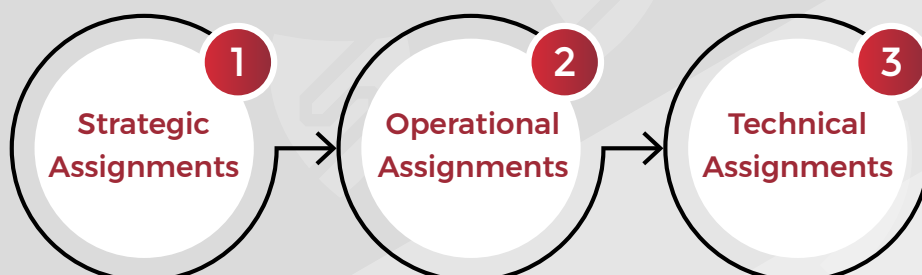 1
Strategic
Assignments
2
Operational
Assignments
3
Technical
Assignments